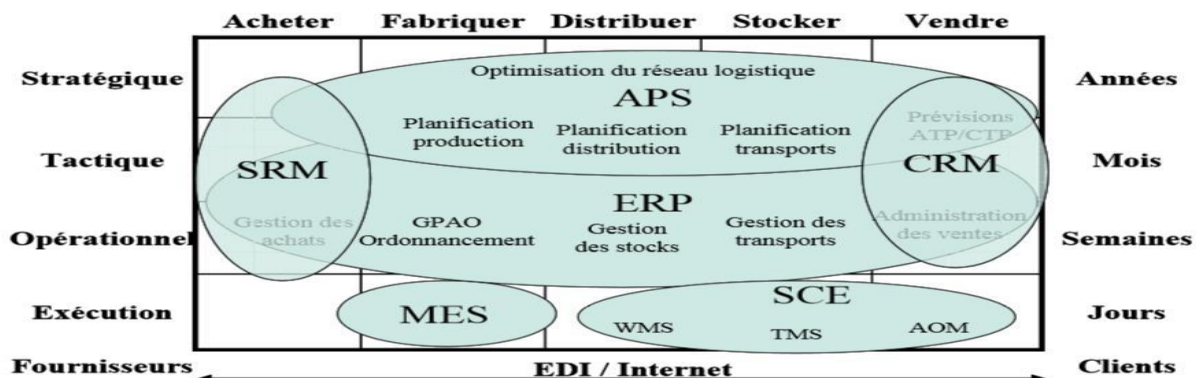 Acheter Fabriquer Distribuer Stocker Vendre
Stratégique Optimisation du réseau logistique Années
APS
Prévisions
ATP/CTP
Planification
production
Planification
distribution
Planification
transports
Tactique SRM CRM Mois
ERP
Gestion des
achats
GPAO
Ordonnancement
Gestion
des stocks
Gestion des
transports
Administration
des ventes
Opérationnel Semaines
Exécution MES SCE Jours
WMS TMS AOM
Fournisseurs EDI / Internet Clients